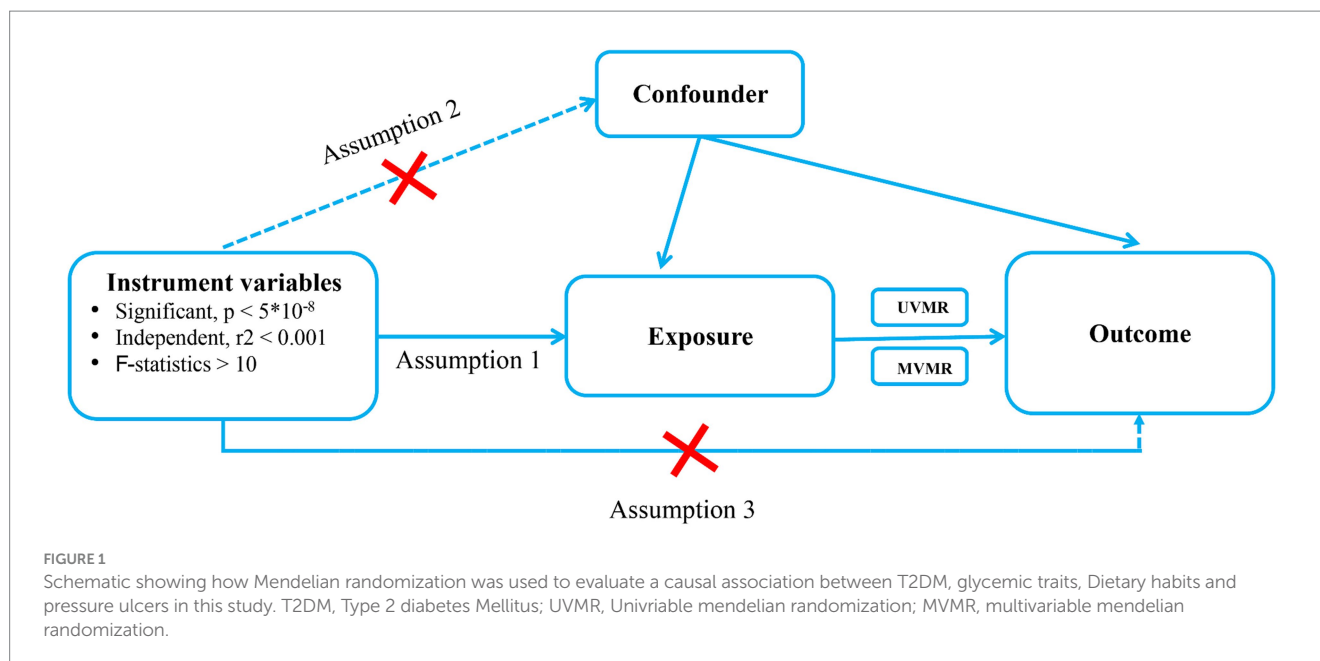 Confounder
Assumption 2
Instrument variables
• Significant, p < 5*10-8
• Independent, r2 < 0.001
• F-statistics > 10
Assumption 1
Exposure
UVMR
MVMR
Outcome
Assumption 3
FIGURE 1
Schematic showing how Mendelian randomization was used to evaluate a causal association between T2DM, glycemic traits, Dietary habits and
pressure ulcers in this study. T2DM, Type 2 diabetes Mellitus; UVMR, Univriable mendelian randomization; MVMR, multivariable mendelian
randomization.